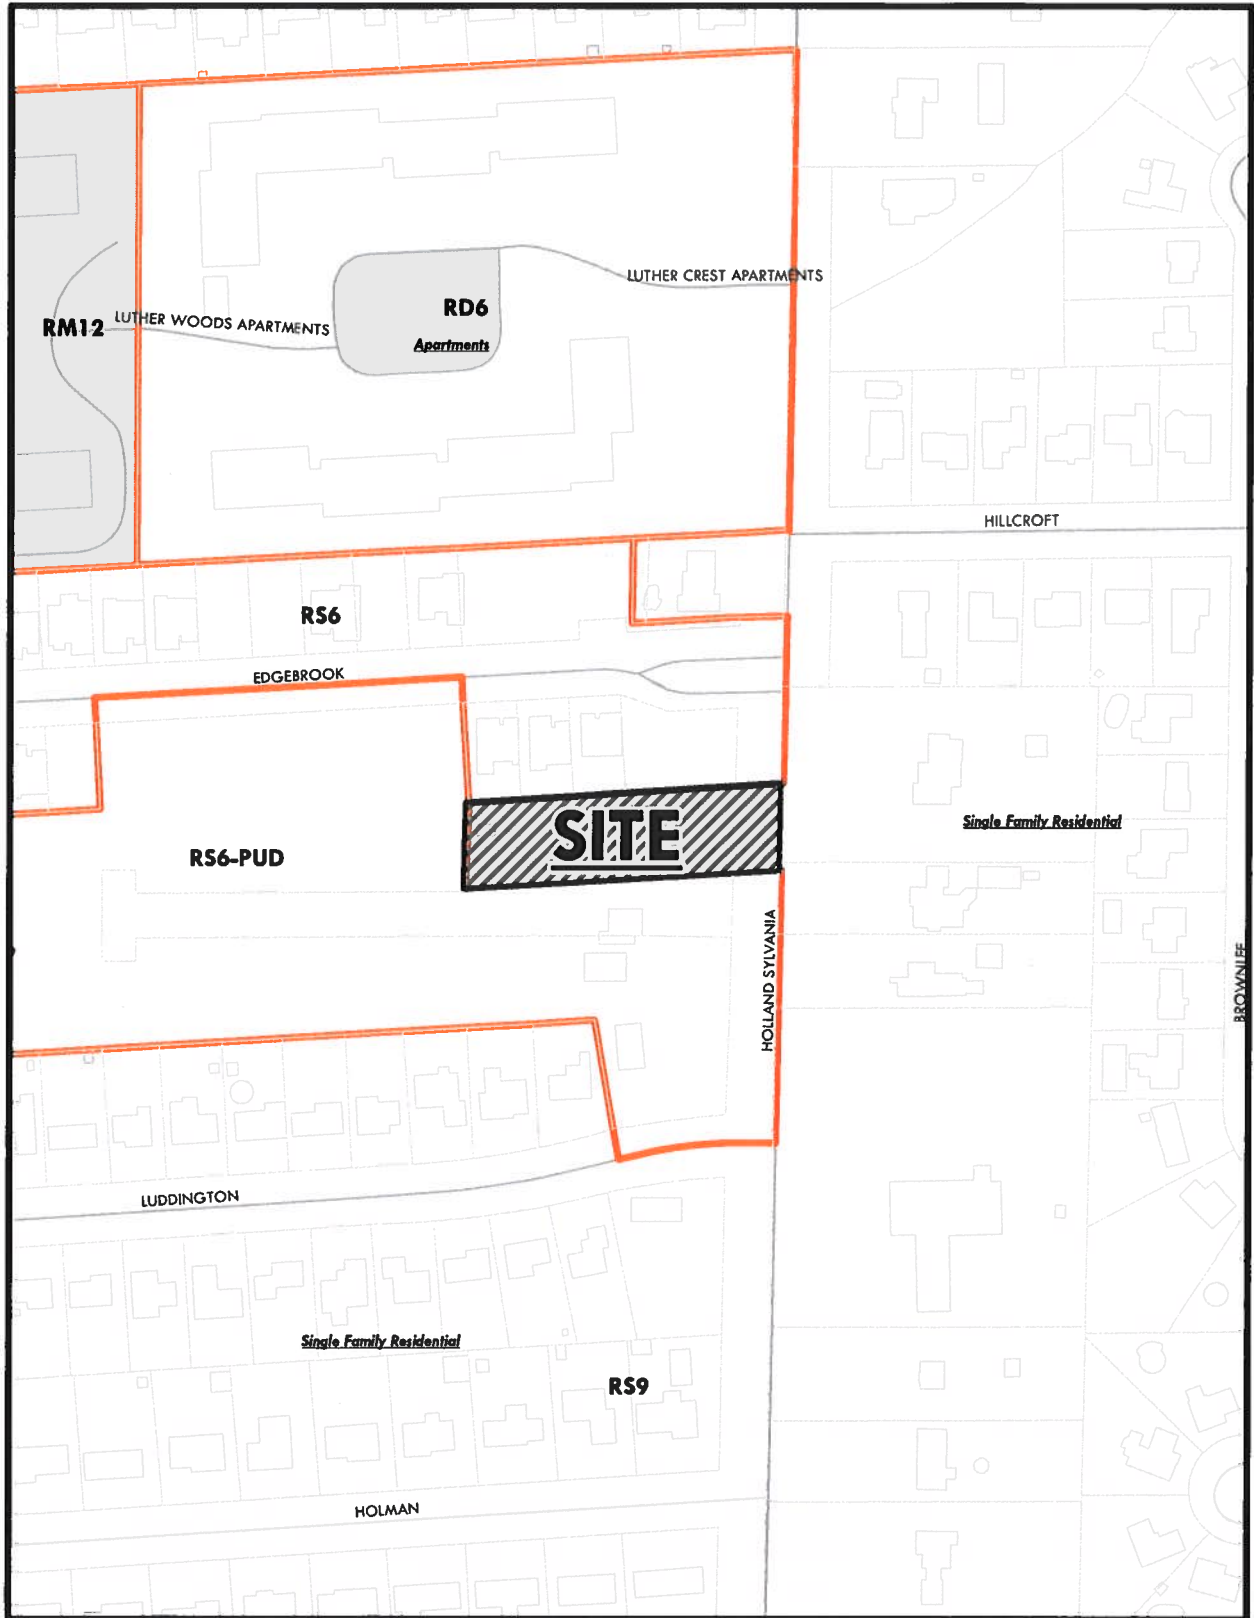 LUTHER CREST APARTMENTS
RD6
LUTHER WOODS APARTMENTS
RM12
Apartments
HILLCROFT
RS6
EDGEBROOK
SITE
Single Family Residential
RS6-PUD
HOLLAND SYLVANIA
BROWNLEE
LUDDINGTON
Single Family Residential
RS9
HOLMAN